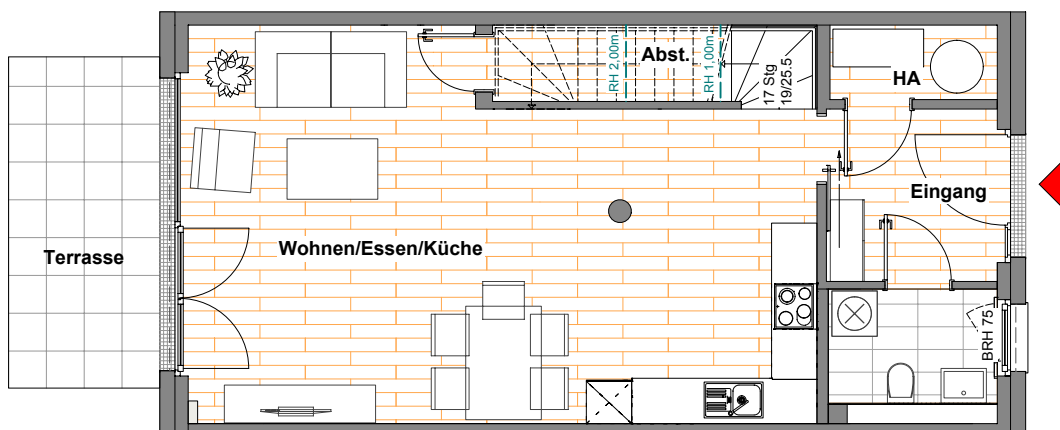 Abst.
RH 2,00m
RH 1,00m
17 Stg
19/25.5
HA
Eingang
Wohnen/Essen/Küche
Terrasse
BRH 75